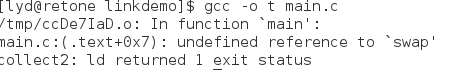 [lyd@retone linkdemo]$ gcc -o t main.c
/tmp/ccDe7IaD.o: In function `main':
main.c:(.text+0x7): undefined reference to `swap'
collect2: ld returned 1 exit status